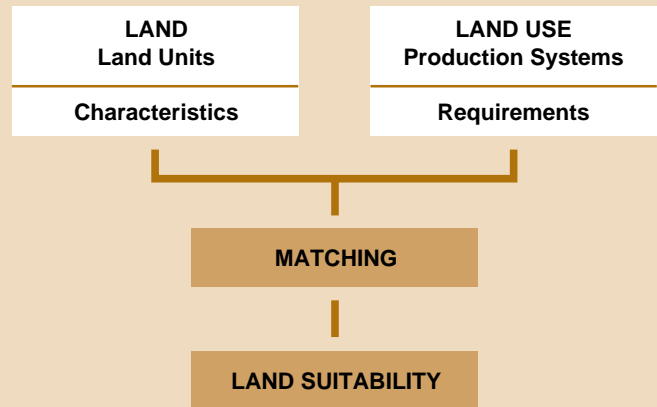 LAND
Land Units
Characteristics
LAND USE
Production Systems
Requirements
MATCHING
LAND SUITABILITY